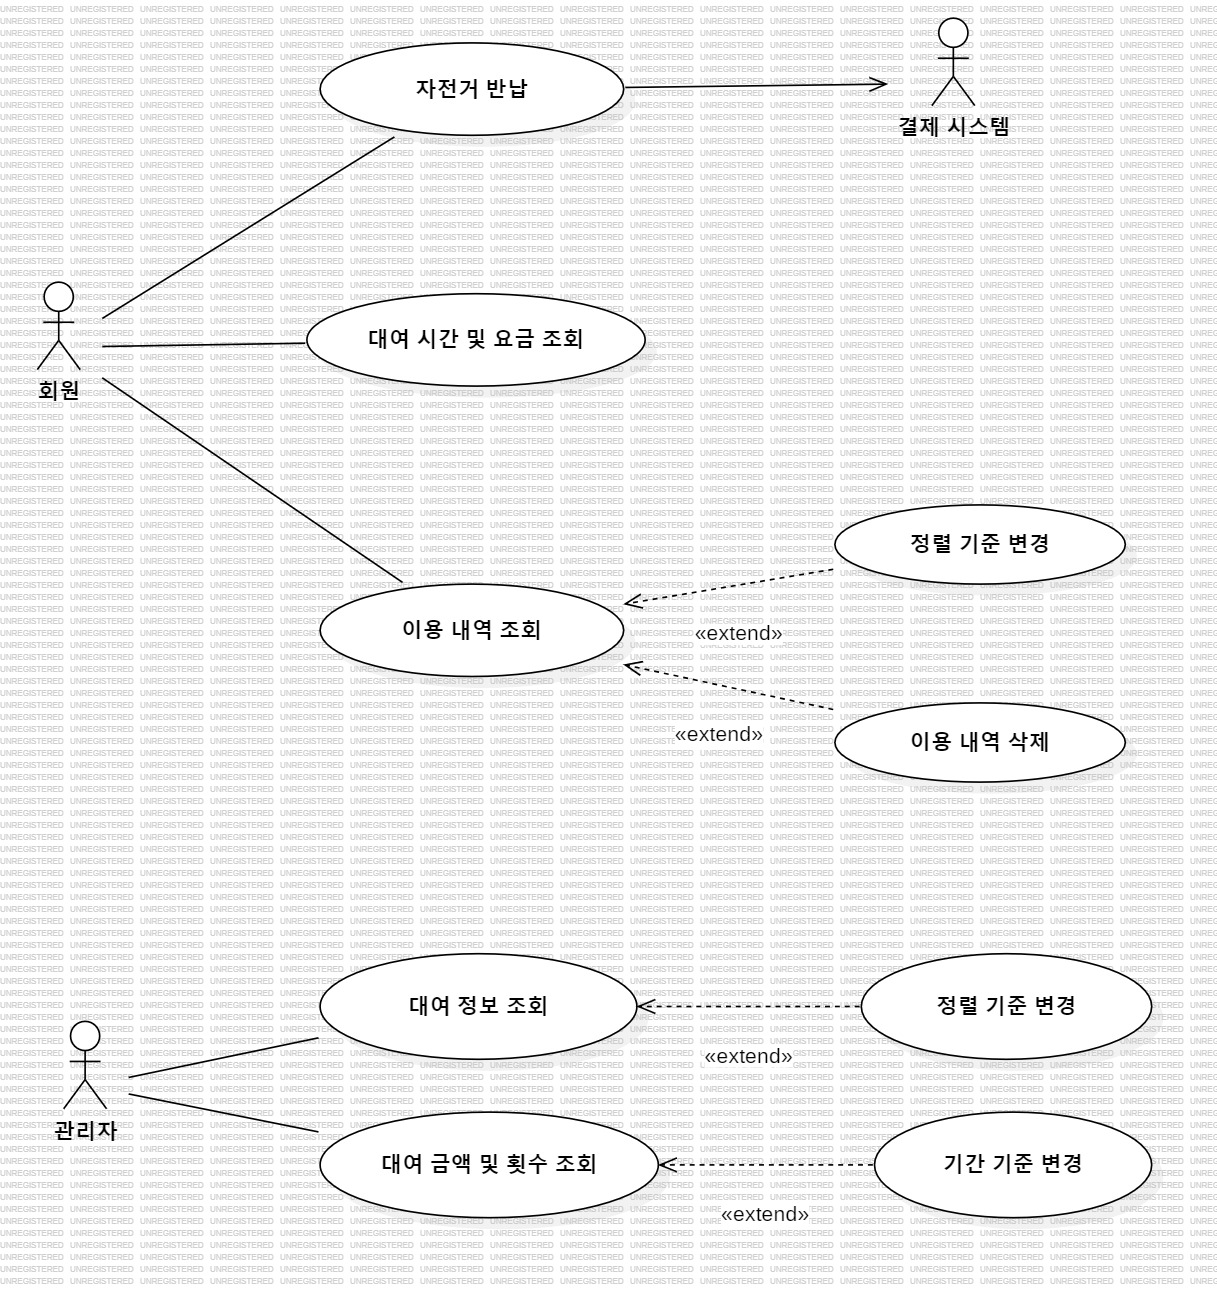 자전거 반납
결제 시스템
대여 시간 및 요금 조회
회원
정렬 기준 변경
이용 내역 조회
«extend»
«extend»
이용 내역 삭제
대여 정보 조회
정렬 기준 변경
«extend»
관리자
대여 금액 및 횟수 조회
기간 기준 변경
«extend»
UNREGISTERED